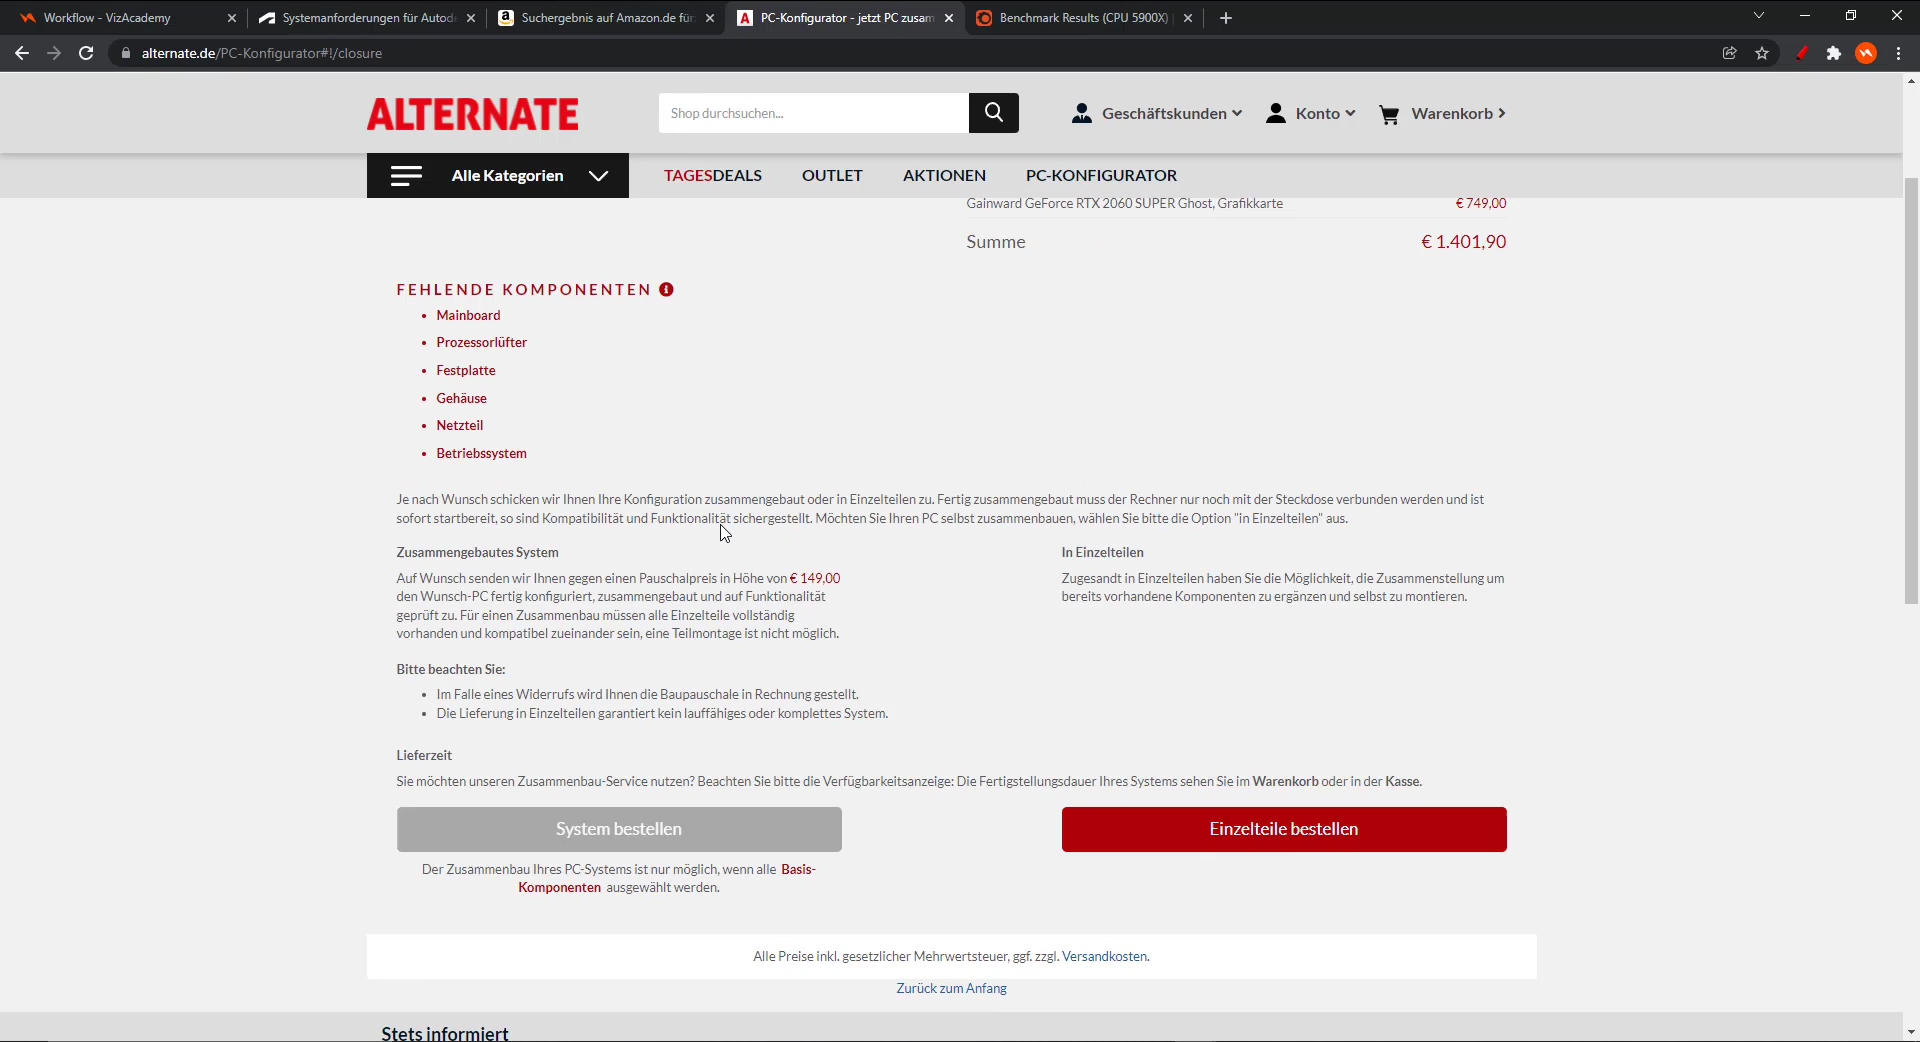 Workflow - VizAcademy
Systemanforderungen für Autod
Suchergebnis auf Amazon.de für
PC-Konfigurator - jetzt PC zusam
Benchmark Results (CPU 5900X)
alternate.de/PC-Konfigurator#!/closure
ALTERNATE
Shop durchsuchen...
Geschäftskunden
Konto
Warenkorb
Alle Kategorien
TAGESDEALS
OUTLET
AKTIONEN
PC-KONFIGURATOR
Gainward GeForce RTX 2060 SUPER Ghost, Grafikkarte € 749,00
Summe € 1.401,90
FEHLENDE KOMPONENTEN
• Mainboard
• Prozessorlüfter
• Festplatte
• Gehäuse
• Netzteil
• Betriebssystem
Je nach Wunsch schicken wir Ihnen Ihre Konfiguration zusammengebaut oder in Einzelteilen zu. Fertig zusammengebaut muss der Rechner nur noch mit der Steckdose verbunden werden und ist
sofort startbereit, so sind Kompatibilität und Funktionalität sichergestellt. Möchten Sie Ihren PC selbst zusammenbauen, wählen Sie bitte die Option "in Einzelteilen" aus.
Zusammengebautes System
Auf Wunsch senden wir Ihnen gegen einen Pauschalpreis in Höhe von € 149,00
den Wunsch-PC fertig konfiguriert, zusammengebaut und auf Funktionalität
geprüft zu. Für einen Zusammenbau müssen alle Einzelteile vollständig
vorhanden und kompatibel zueinander sein, eine Teilmontage ist nicht möglich.
In Einzelteilen
Zugesandt in Einzelteilen haben Sie die Möglichkeit, die Zusammenstellung um
bereits vorhandene Komponenten zu ergänzen und selbst zu montieren.
Bitte beachten Sie:
• Im Falle eines Widerrufs wird Ihnen die Baupauschale in Rechnung gestellt.
• Die Lieferung in Einzelteilen garantiert kein lauffähiges oder komplettes System.
Lieferzeit
Sie möchten unseren Zusammenbau-Service nutzen? Beachten Sie bitte die Verfügbarkeitsanzeige: Die Fertigstellungsdauer Ihres Systems sehen Sie im Warenkorb oder in der Kasse.
System bestellen
Einzelteile bestellen
Der Zusammenbau Ihres PC-Systems ist nur möglich, wenn alle Basis-
Komponenten ausgewählt werden.
Alle Preise inkl. gesetzlicher Mehrwertsteuer, ggf. zzgl. Versandkosten.
Zurück zum Anfang
Stets informiert